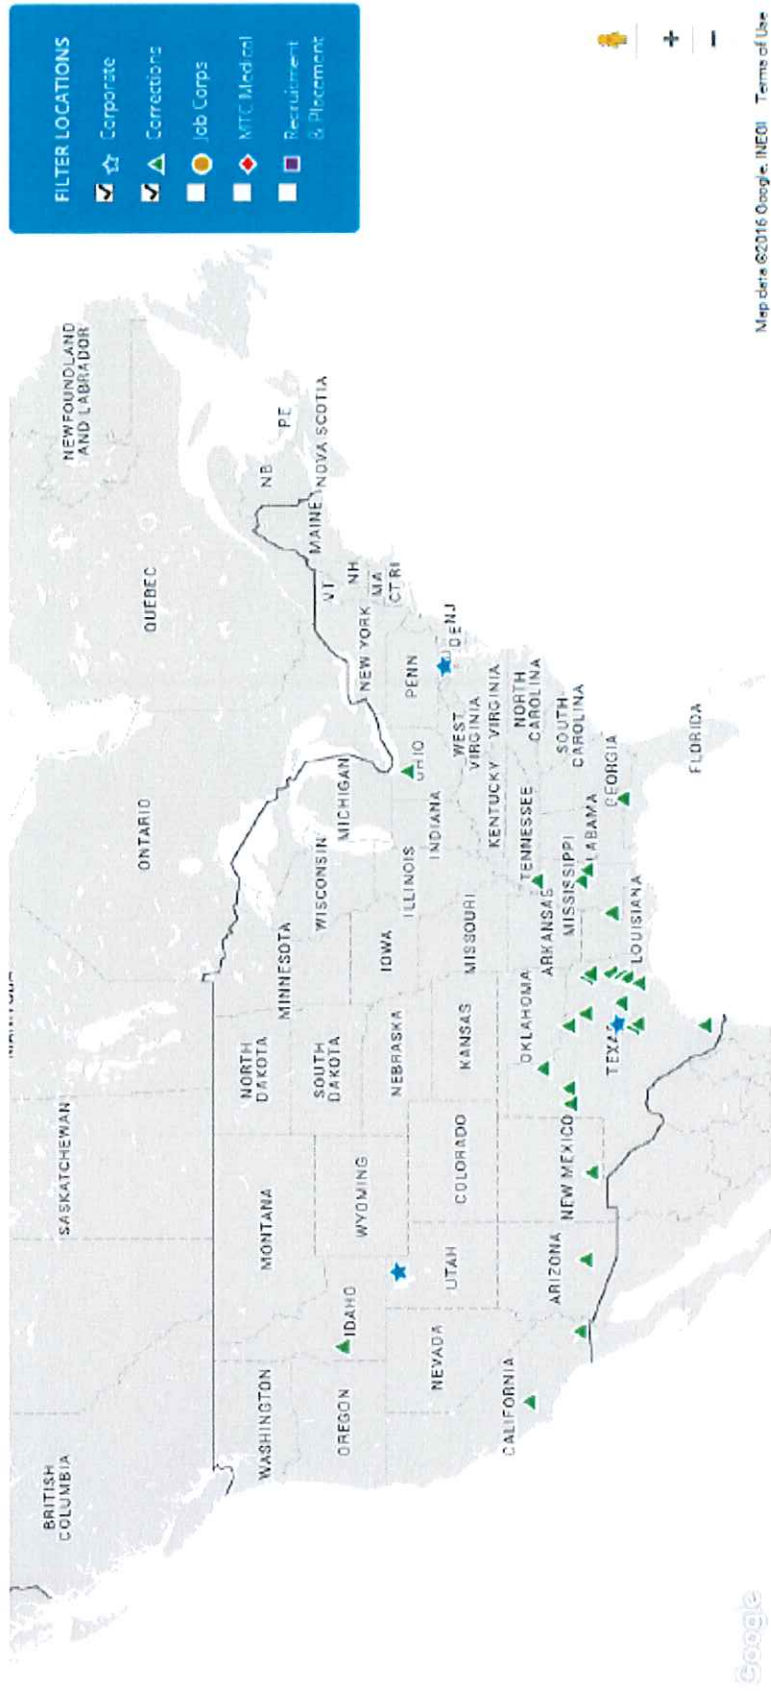 FILTER LOCATIONS
Corporate
Corrections
Job Corps
MTC Medical
Recruitment
& Placement
BRITISH
COLUMBIA
SASKATCHEWAN
ONTARIO
QUEBEC
NEWFOUNDLAND
AND LABRADOR
NB
PE
NOVA SCOTIA
MAINE
VT
NH
MA
CT RI
NEW YORK
PENN
NJ
DE
WASHINGTON
MONTANA
NORTH
DAKOTA
MINNESOTA
WISCONSIN
MICHIGAN
OREGON
IDAHO
WYOMING
SOUTH
DAKOTA
IOWA
NEBRASKA
ILLINOIS
INDIANA
OHIO
WEST
VIRGINIA
VIRGINIA
KENTUCKY
NEVADA
UTAH
COLORADO
KANSAS
MISSOURI
CALIFORNIA
ARIZONA
NEW MEXICO
OKLAHOMA
ARKANSAS
TENNESSEE
NORTH
CAROLINA
SOUTH
CAROLINA
MISSISSIPPI
LABAMA
EORGIA
TEXA
LOUISIANA
FLORIDA
+
−
Google
Map data ©2016 Google, INEGI Terms of Use